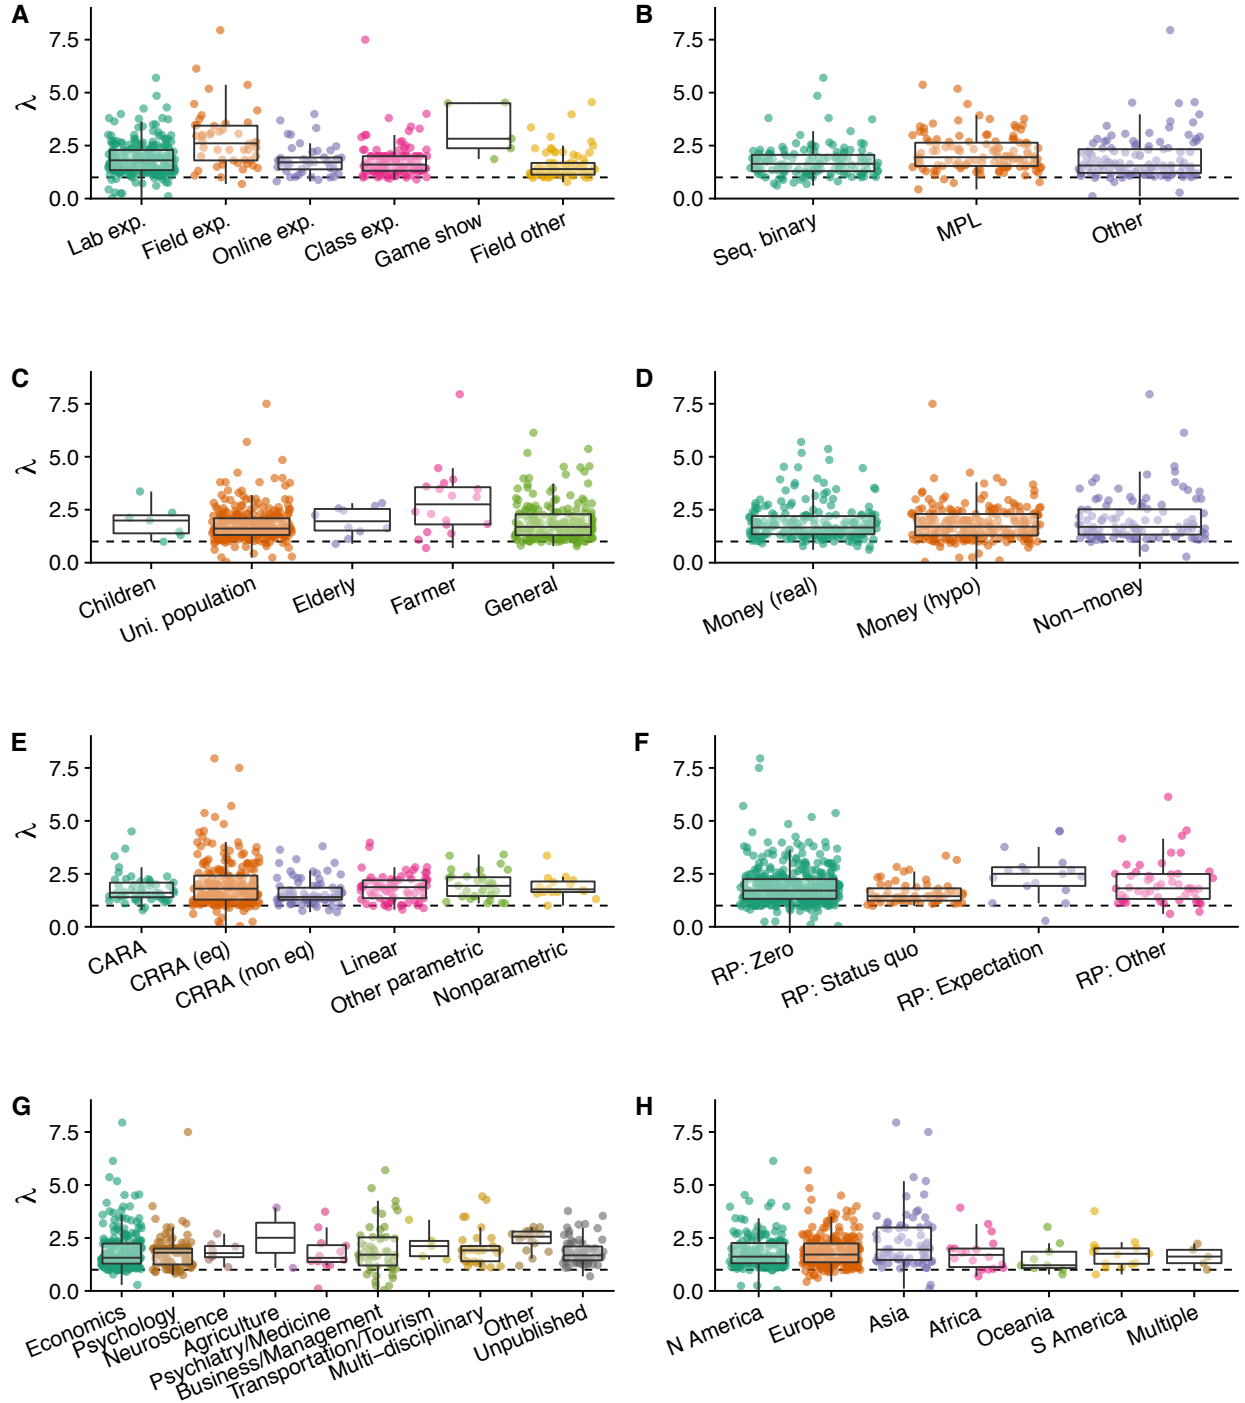 A
λ
7.5
5.0
2.5
0.0
Lab exp.
Field exp.
Online exp.
Class exp.
Game show
Field other
B
7.5
5.0
2.5
0.0
Seq. binary
MPL
Other
C
λ
7.5
5.0
2.5
0.0
Children
Uni. population
Elderly
Farmer
General
D
7.5
5.0
2.5
0.0
Money (real)
Money (hypo)
Non−money
E
λ
7.5
5.0
2.5
0.0
CARA
CRRA (eq)
CRRA (non eq)
Linear
Other parametric
Nonparametric
F
7.5
5.0
2.5
0.0
RP: Zero
RP: Status quo
RP: Expectation
RP: Other
G
λ
7.5
5.0
2.5
0.0
Economics
Psychology
Neuroscience
Agriculture
Psychiatry/Medicine
Business/Management
Transportation/Tourism
Multi−disciplinary
Other
Unpublished
H
7.5
5.0
2.5
0.0
N America
Europe
Asia
Africa
Oceania
S America
Multiple